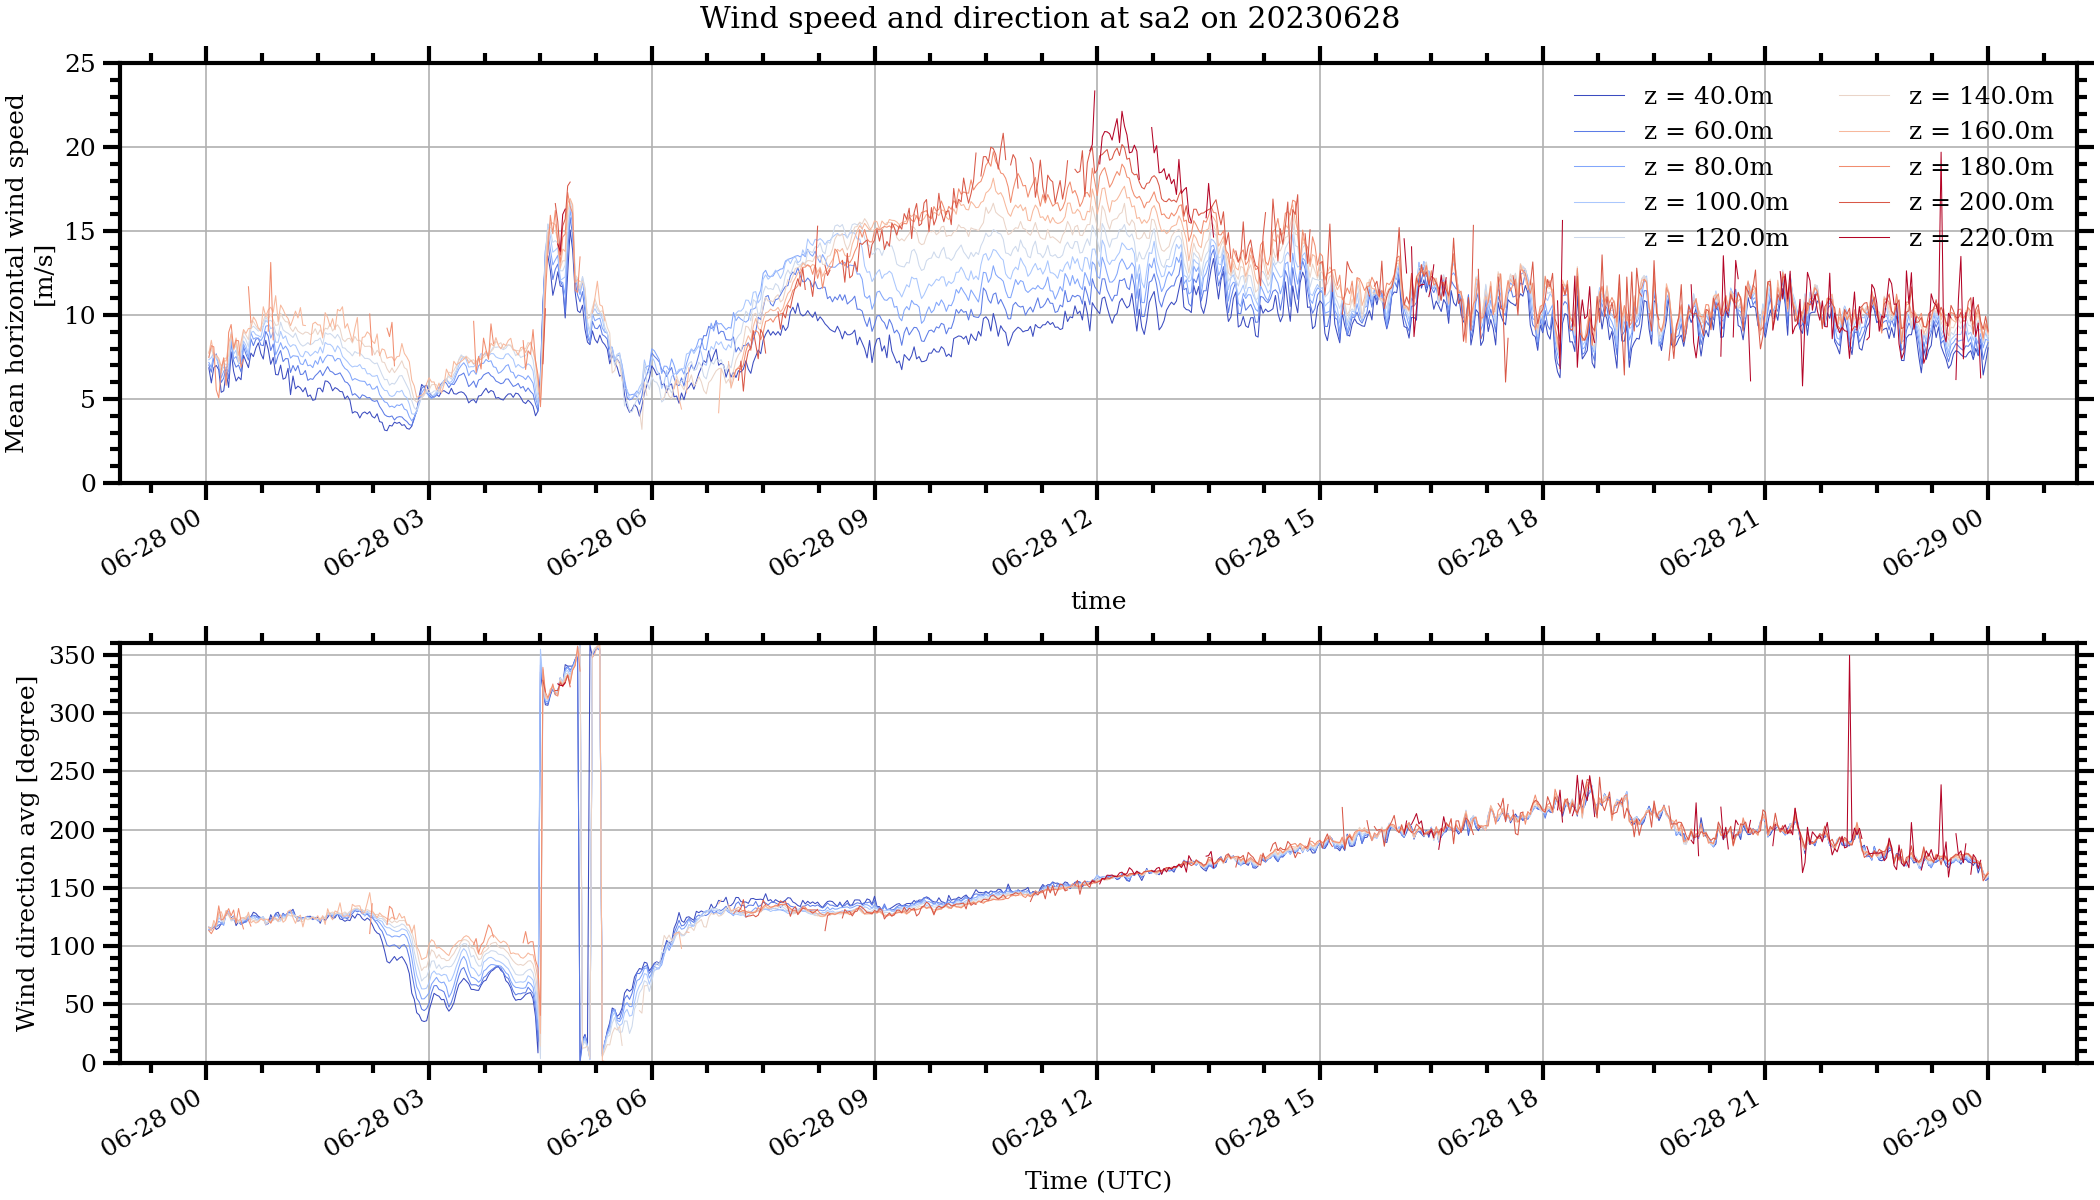 Wind speed and direction at sa2 on 20230628
Mean horizontal wind speed
[m/s]
25
20
15
10
5
0
z = 40.0m
z = 60.0m
z = 80.0m
z = 100.0m
z = 120.0m
z = 140.0m
z = 160.0m
z = 180.0m
z = 200.0m
z = 220.0m
06-28 00
06-28 03
06-28 06
06-28 09
06-28 12
06-28 15
06-28 18
06-28 21
06-29 00
time
Wind direction avg [degree]
350
300
250
200
150
100
50
0
06-28 00
06-28 03
06-28 06
06-28 09
06-28 12
06-28 15
06-28 18
06-28 21
06-29 00
Time (UTC)